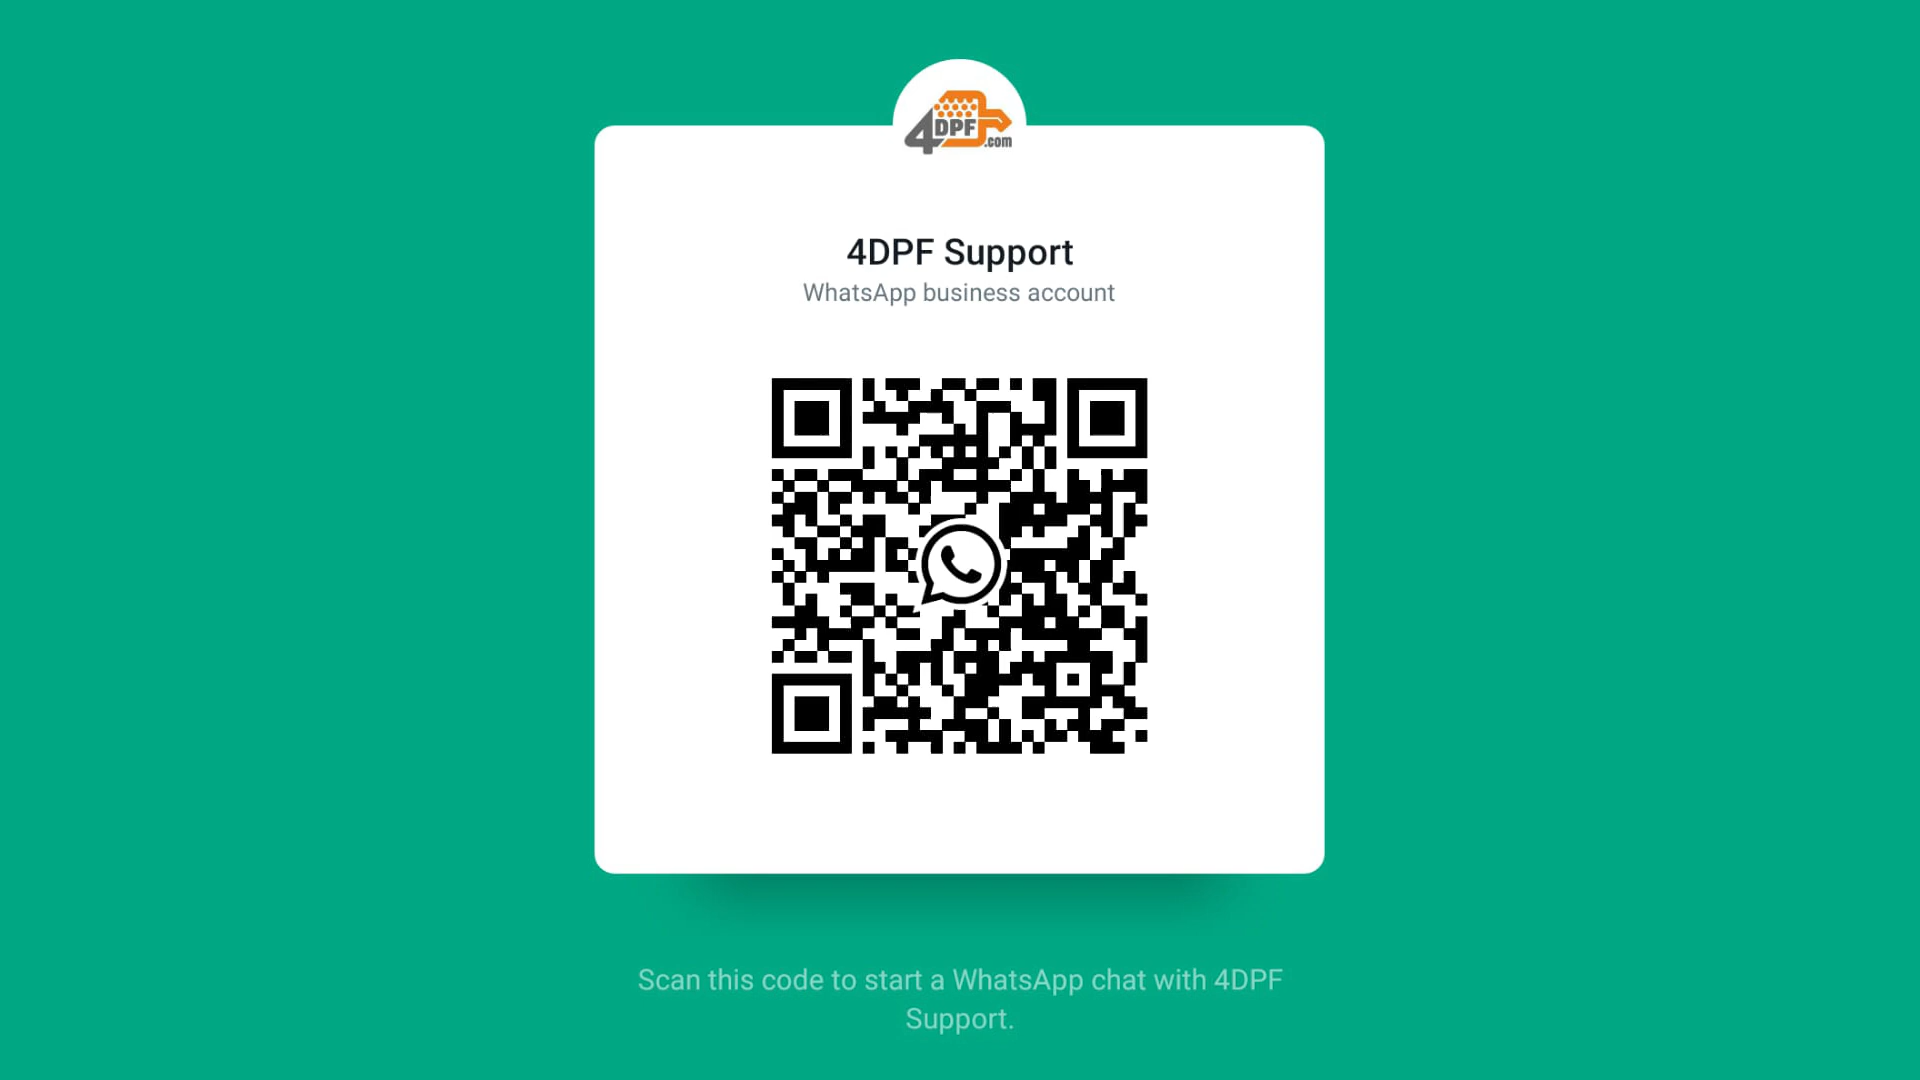 4DPF.com
4DPF Support
WhatsApp business account
Scan this code to start a WhatsApp chat with 4DPF
Support.